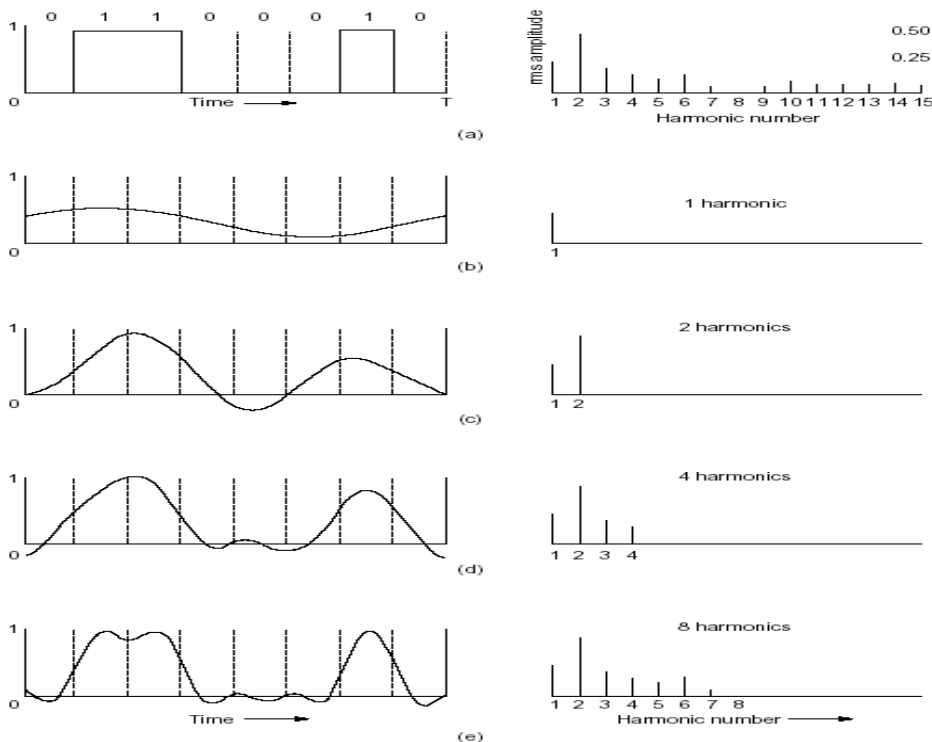 0 1 1 0 0 0 1 0
1
0
Time
T
rms amplitude
0.50
0.25
1 2 3 4 5 6 7 8 9 10 11 12 13 14 15
Harmonic number
(a)
1
0
(b)
1 harmonic
1
1
0
(c)
2 harmonics
1 2
1
0
(d)
4 harmonics
1 2 3 4
1
0
Time
(e)
8 harmonics
1 2 3 4 5 6 7 8
Harmonic number